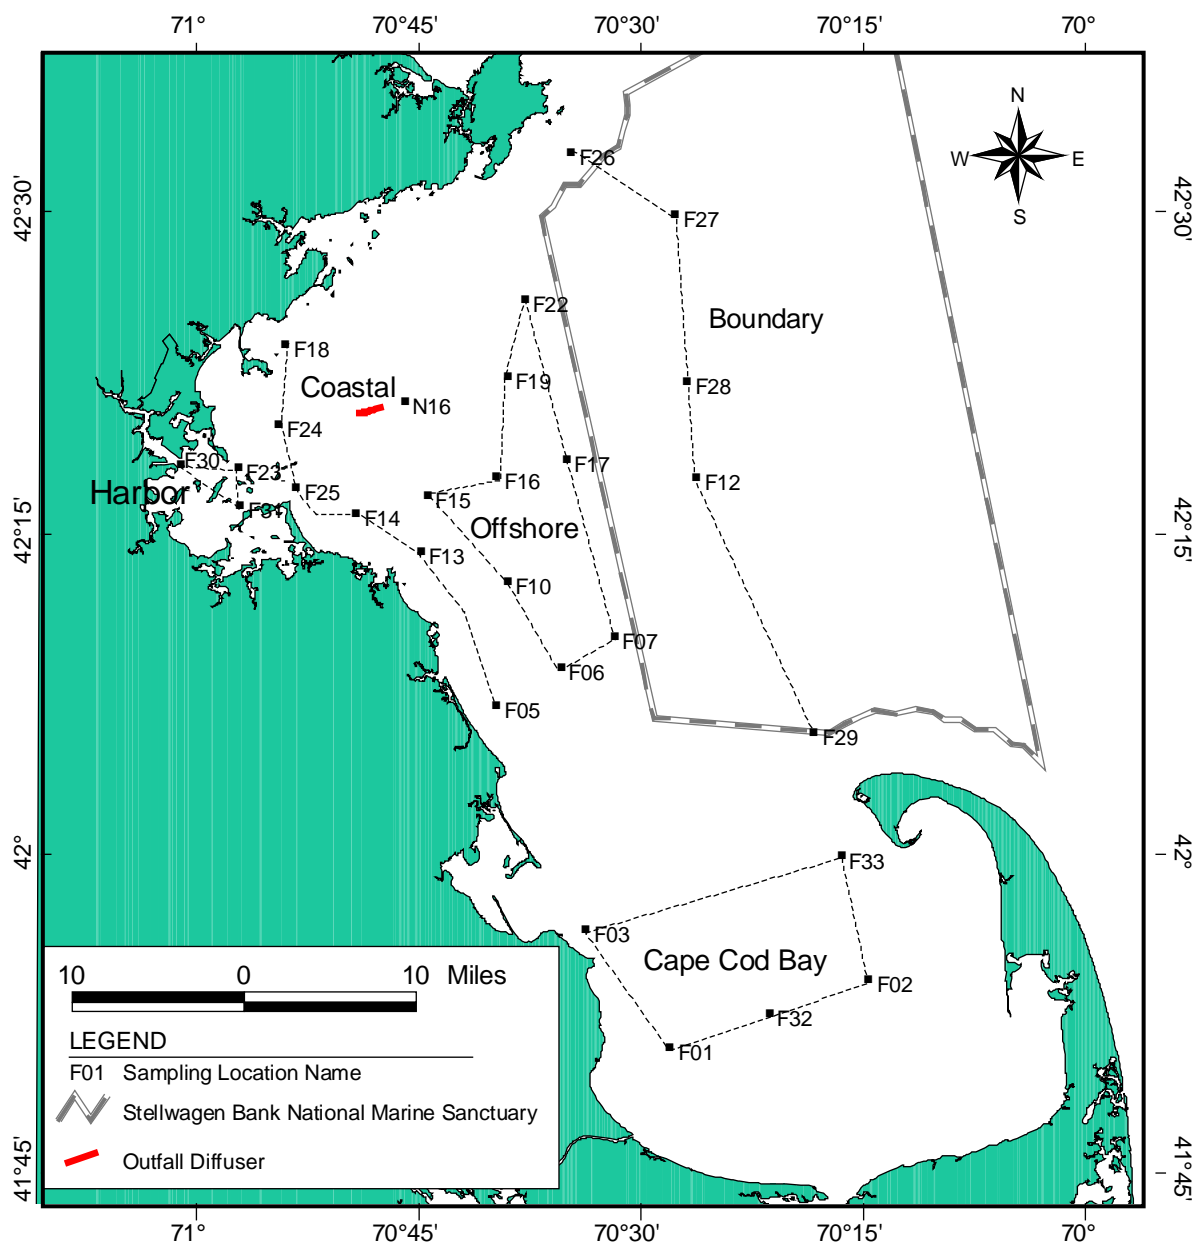 71° 70°45' 70°30' 70°15' 70°
N
W E
S
F26
42°30' 42°30'
F27
F22
Boundary
F18
F19
F28
Coastal
N16
F24
F30
F23
F17
F16
F12
Harbor
F25
F15
F31
F14
Offshore
42°15' 42°15'
F13
F10
F07
F06
F05
F29
42° 42°
F33
F03
Cape Cod Bay
F02
F32
F01
10 0 10 Miles
LEGEND
F01 Sampling Location Name
Stellwagen Bank National Marine Sanctuary
Outfall Diffuser
41°45' 41°45'
71° 70°45' 70°30' 70°15' 70°